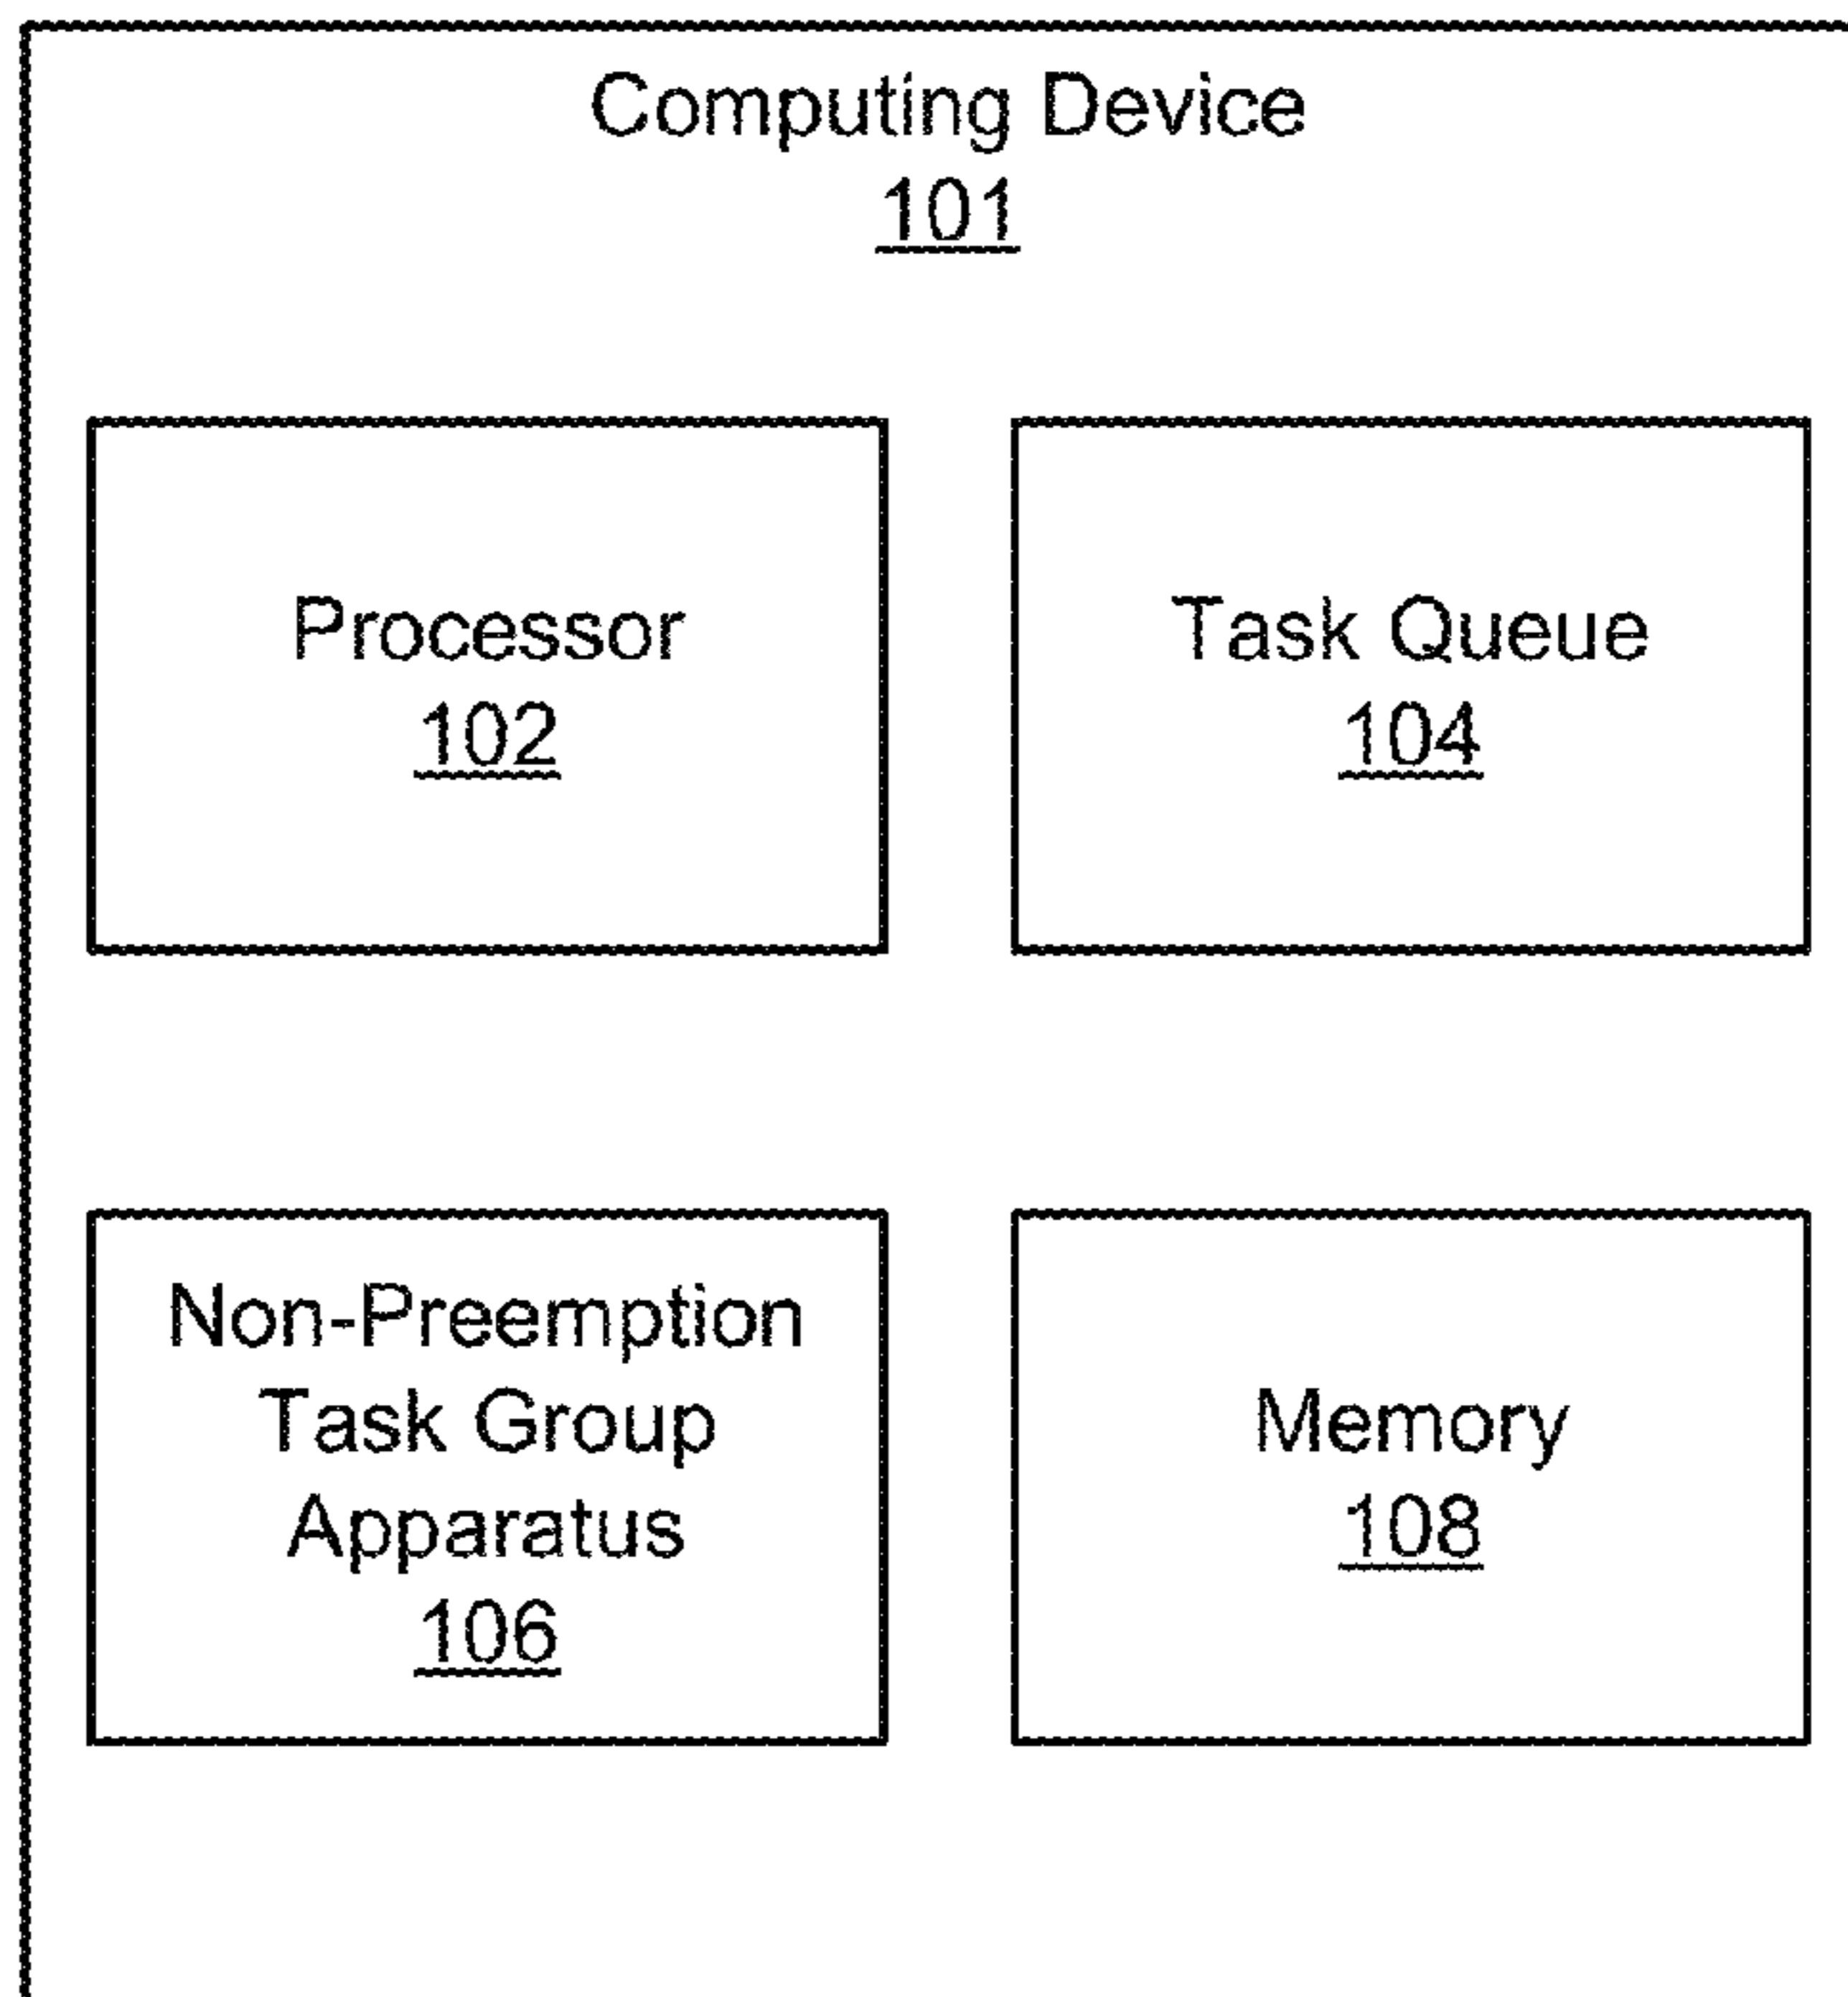 Computing Device
101
Processor
102
Task Queue
104
Non-Preemption
Task Group
Apparatus
106
Memory
108